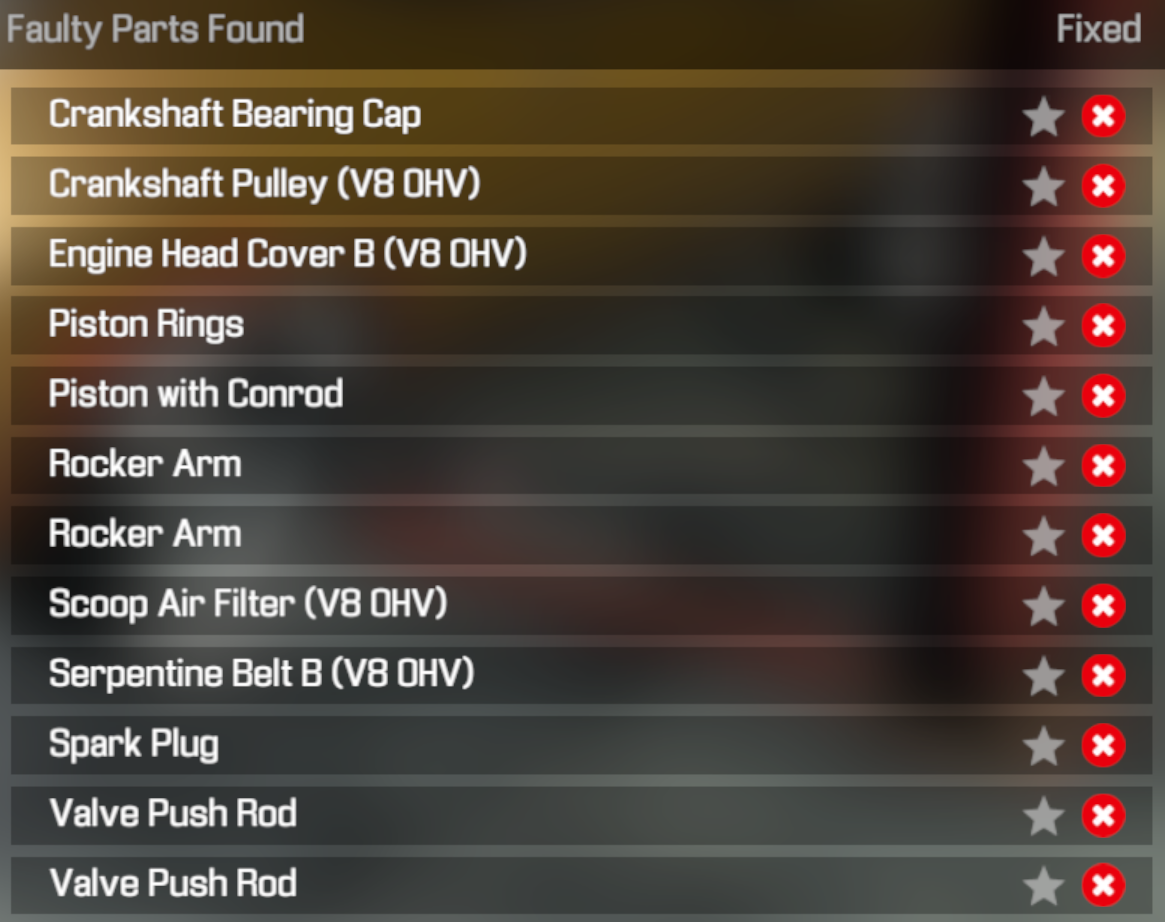 Faulty Parts Found Fixed
Crankshaft Bearing Cap
Crankshaft Pulley (V8 OHV)
Engine Head Cover B (V8 OHV)
Piston Rings
Piston with Conrod
Rocker Arm
Rocker Arm
Scoop Air Filter (V8 OHV)
Serpentine Belt B (V8 OHV)
Spark Plug
Valve Push Rod
Valve Push Rod